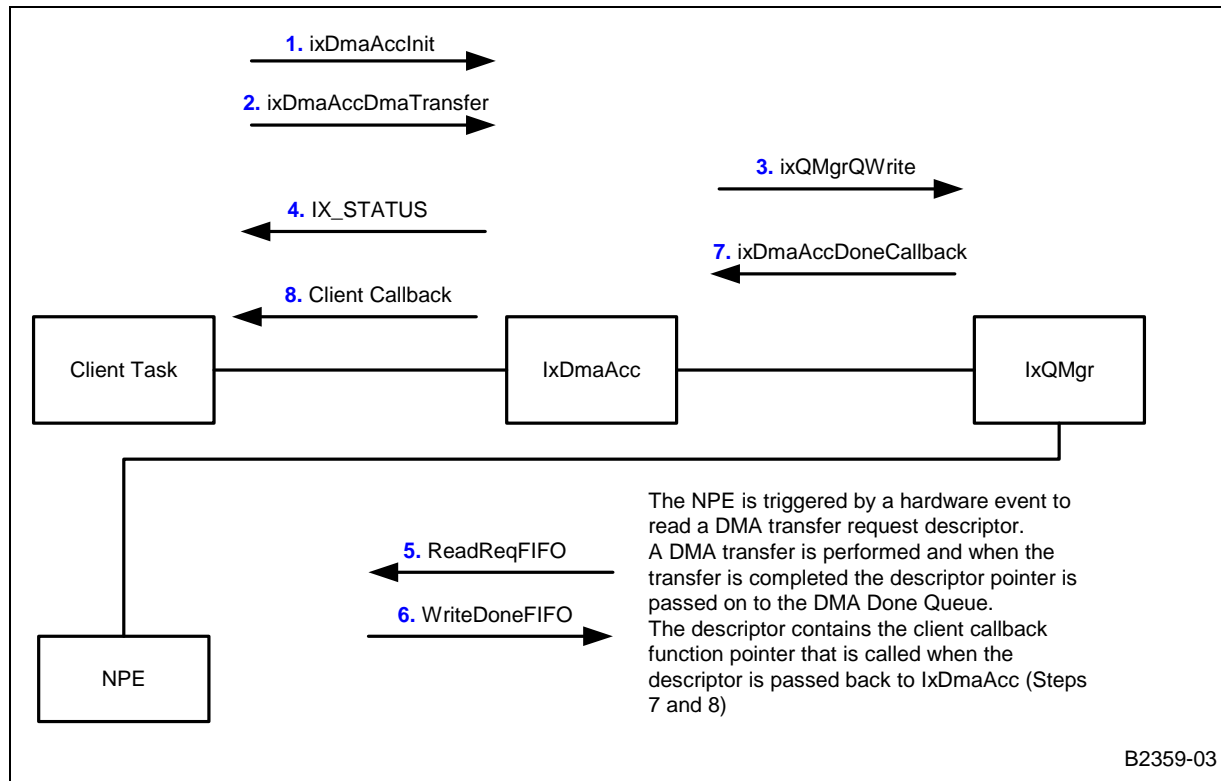 1. ixDmaAccInit
2. ixDmaAccDmaTransfer
3. ixQMgrQWrite
4. IX_STATUS
7. ixDmaAccDoneCallback
8. Client Callback
Client Task
IxDmaAcc
IxQMgr
The NPE is triggered by a hardware event to
read a DMA transfer request descriptor.
A DMA transfer is performed and when the
transfer is completed the descriptor pointer is
passed on to the DMA Done Queue.
The descriptor contains the client callback
function pointer that is called when the
descriptor is passed back to IxDmaAcc (Steps
7 and 8)
5. ReadReqFIFO
6. WriteDoneFIFO
NPE
B2359-03